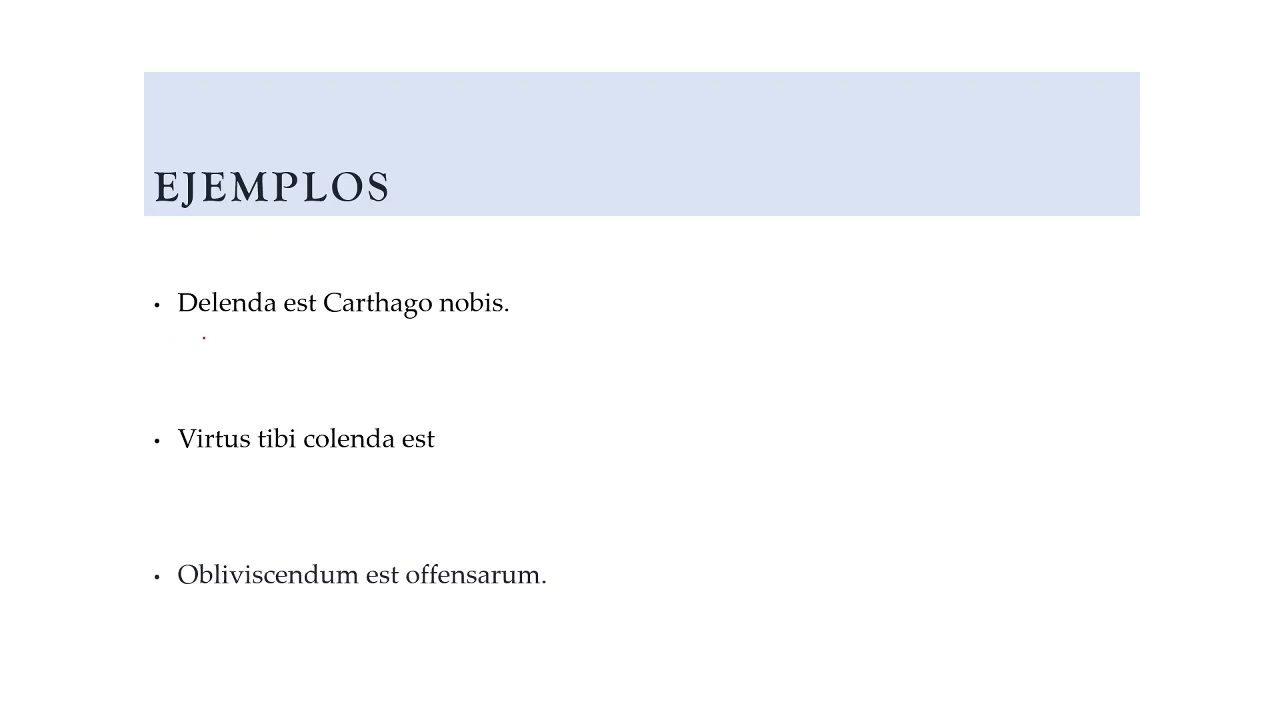 EJEMPLOS
• Delenda est Carthago nobis.
• Virtus tibi colenda est
• Obliviscendum est offensarum.